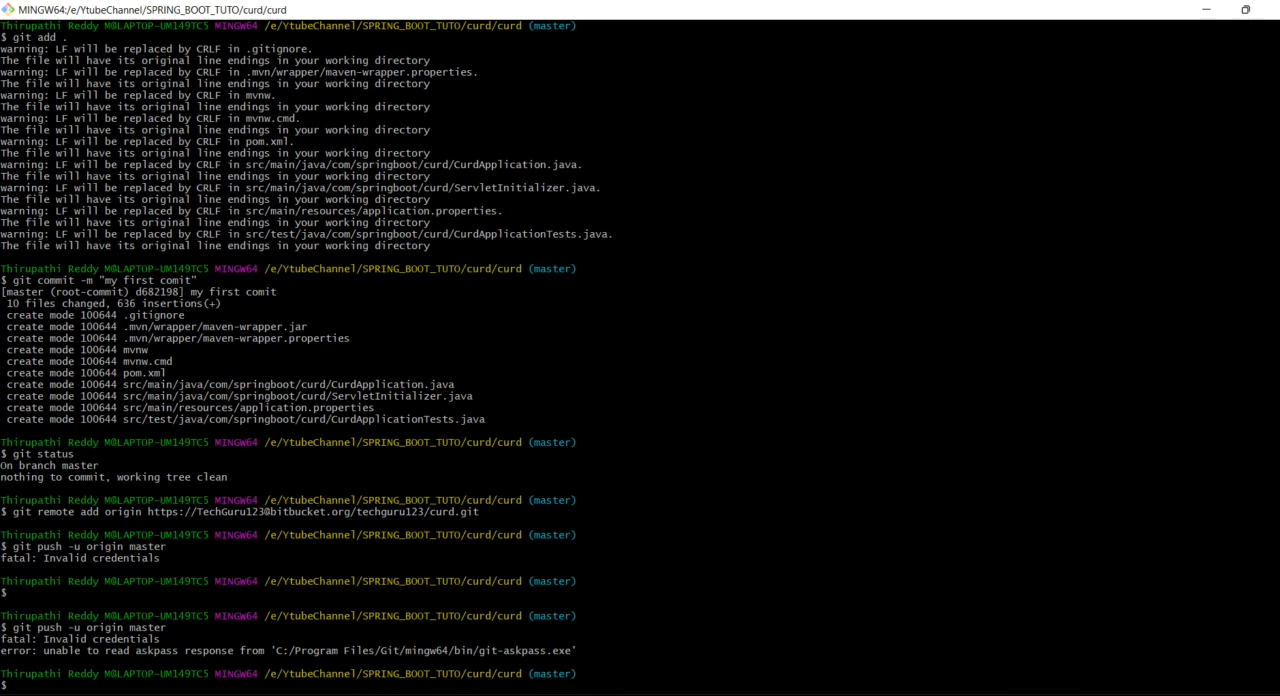 MINGW64:/e/YtubeChannel/SPRING_BOOT_TUTO/curd/curd
Thirupathi Reddy M@LAPTOP-UM149TC5 MINGW64 /e/YtubeChannel/SPRING_BOOT_TUTO/curd/curd (master)
$ git add .
warning: LF will be replaced by CRLF in .gitignore.
The file will have its original line endings in your working directory
warning: LF will be replaced by CRLF in .mvn/wrapper/maven-wrapper.properties.
The file will have its original line endings in your working directory
warning: LF will be replaced by CRLF in mvnw.
The file will have its original line endings in your working directory
warning: LF will be replaced by CRLF in mvnw.cmd.
The file will have its original line endings in your working directory
warning: LF will be replaced by CRLF in pom.xml.
The file will have its original line endings in your working directory
warning: LF will be replaced by CRLF in src/main/java/com/springboot/curd/CurdApplication.java.
The file will have its original line endings in your working directory
warning: LF will be replaced by CRLF in src/main/java/com/springboot/curd/ServletInitializer.java.
The file will have its original line endings in your working directory
warning: LF will be replaced by CRLF in src/main/resources/application.properties.
The file will have its original line endings in your working directory
warning: LF will be replaced by CRLF in src/test/java/com/springboot/curd/CurdApplicationTests.java.
The file will have its original line endings in your working directory
Thirupathi Reddy M@LAPTOP-UM149TC5 MINGW64 /e/YtubeChannel/SPRING_BOOT_TUTO/curd/curd (master)
$ git commit -m "my first comit"
[master (root-commit) d682198] my first comit
10 files changed, 636 insertions(+)
create mode 100644 .gitignore
create mode 100644 .mvn/wrapper/maven-wrapper.jar
create mode 100644 .mvn/wrapper/maven-wrapper.properties
create mode 100644 mvnw
create mode 100644 mvnw.cmd
create mode 100644 pom.xml
create mode 100644 src/main/java/com/springboot/curd/CurdApplication.java
create mode 100644 src/main/java/com/springboot/curd/ServletInitializer.java
create mode 100644 src/main/resources/application.properties
create mode 100644 src/test/java/com/springboot/curd/CurdApplicationTests.java
Thirupathi Reddy M@LAPTOP-UM149TC5 MINGW64 /e/YtubeChannel/SPRING_BOOT_TUTO/curd/curd (master)
$ git status
On branch master
nothing to commit, working tree clean
Thirupathi Reddy M@LAPTOP-UM149TC5 MINGW64 /e/YtubeChannel/SPRING_BOOT_TUTO/curd/curd (master)
$ git remote add origin https://TechGuru123@bitbucket.org/techguru123/curd.git
Thirupathi Reddy M@LAPTOP-UM149TC5 MINGW64 /e/YtubeChannel/SPRING_BOOT_TUTO/curd/curd (master)
$ git push -u origin master
fatal: Invalid credentials
Thirupathi Reddy M@LAPTOP-UM149TC5 MINGW64 /e/YtubeChannel/SPRING_BOOT_TUTO/curd/curd (master)
$
Thirupathi Reddy M@LAPTOP-UM149TC5 MINGW64 /e/YtubeChannel/SPRING_BOOT_TUTO/curd/curd (master)
$ git push -u origin master
fatal: Invalid credentials
error: unable to read askpass response from 'C:/Program Files/Git/mingw64/bin/git-askpass.exe'
Thirupathi Reddy M@LAPTOP-UM149TC5 MINGW64 /e/YtubeChannel/SPRING_BOOT_TUTO/curd/curd (master)
$